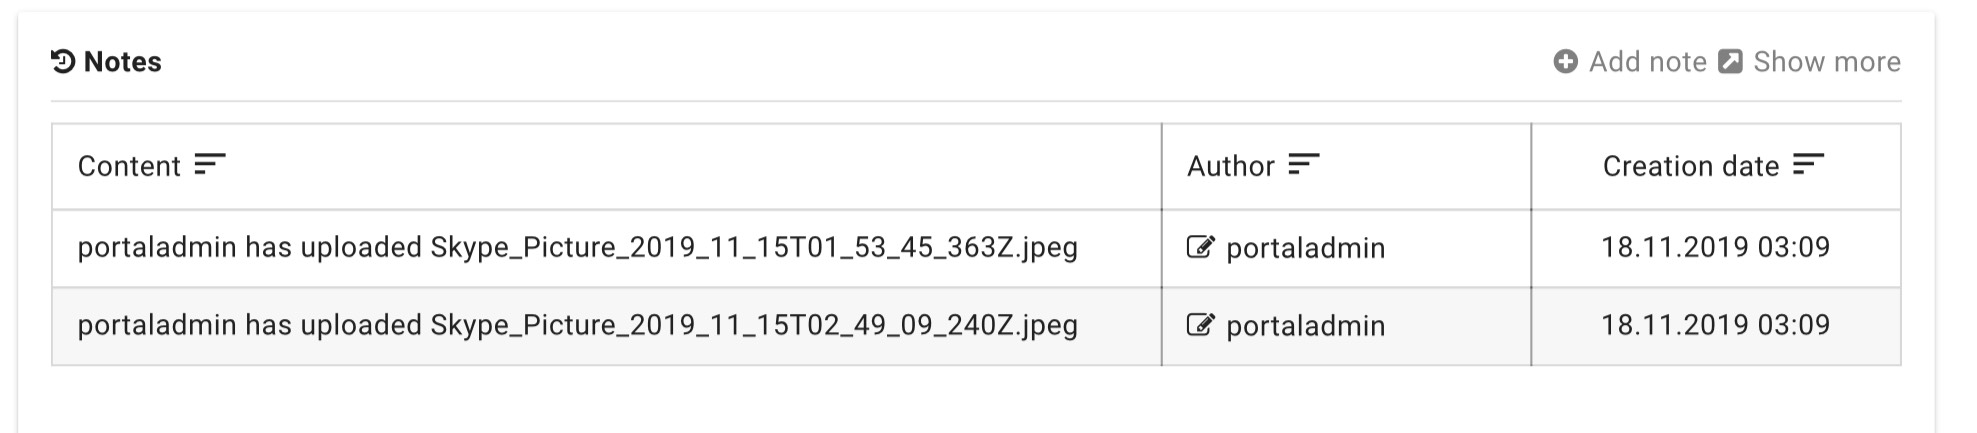 Notes Add note Show more
Content Author Creation date
portaladmin has uploaded Skype_Picture_2019_11_15T01_53_45_363Z.jpeg portaladmin 18.11.2019 03:09
portaladmin has uploaded Skype_Picture_2019_11_15T02_49_09_240Z.jpeg portaladmin 18.11.2019 03:09